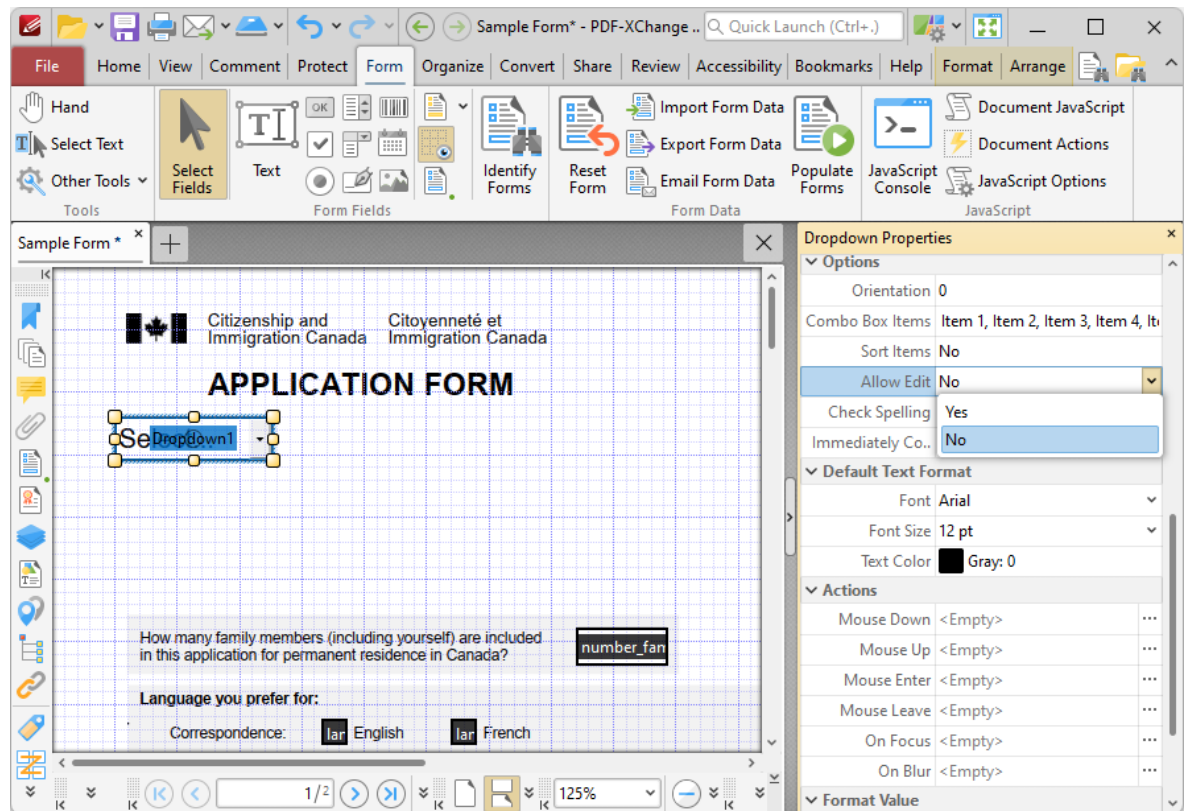 Sample Form* - PDF-XChange .. Quick Launch (Ctrl+.)
File Home View Comment Protect Form Organize Convert Share Review Accessibility Bookmarks Help Format Arrange
Hand
Select Text
Other Tools
Tools
Select Fields
Text
OK
Form Fields
Identify Forms
Reset Form
Import Form Data
Export Form Data
Email Form Data
Populate Forms
Form Data
JavaScript Console
Document JavaScript
Document Actions
JavaScript Options
JavaScript
Sample Form *
Citizenship and Immigration Canada
Citoyenneté et Immigration Canada
APPLICATION FORM
Dropdown1
How many family members (including yourself) are included
in this application for permanent residence in Canada?
number_fan
Language you prefer for:
Correspondence: lar English lar French
1/2
125%
Dropdown Properties
Options
Orientation 0
Combo Box Items Item 1, Item 2, Item 3, Item 4, Ite
Sort Items No
Allow Edit No
Check Spelling Yes
Immediately Co.. No
Default Text Format
Font Arial
Font Size 12 pt
Text Color Gray: 0
Actions
Mouse Down <Empty> ...
Mouse Up <Empty> ...
Mouse Enter <Empty> ...
Mouse Leave <Empty> ...
On Focus <Empty> ...
On Blur <Empty> ...
Format Value